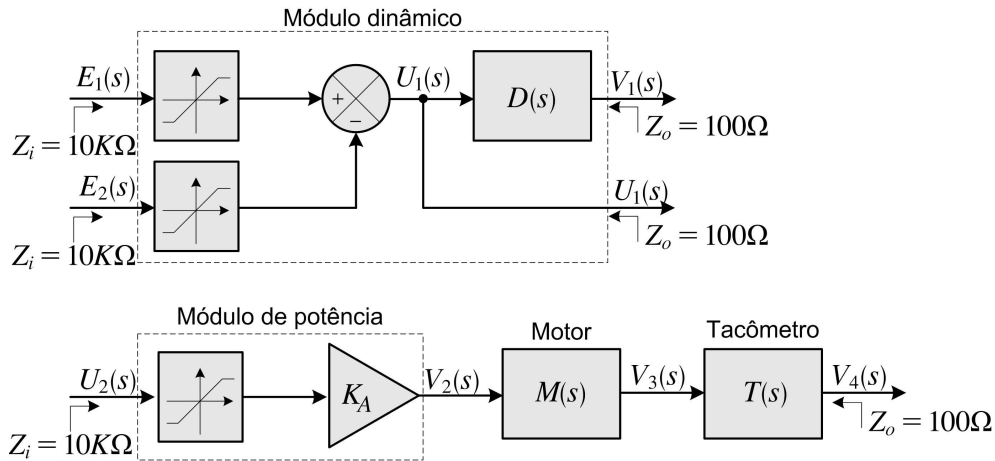 Módulo dinâmico
E₁(s)
Zᵢ = 10KΩ
+
−
U₁(s)
D(s)
V₁(s)
Zₒ = 100Ω
E₂(s)
Zᵢ = 10KΩ
U₁(s)
Zₒ = 100Ω
Módulo de potência
Motor
Tacômetro
U₂(s)
Zᵢ = 10KΩ
K_A
V₂(s)
M(s)
V₃(s)
T(s)
V₄(s)
Zₒ = 100Ω